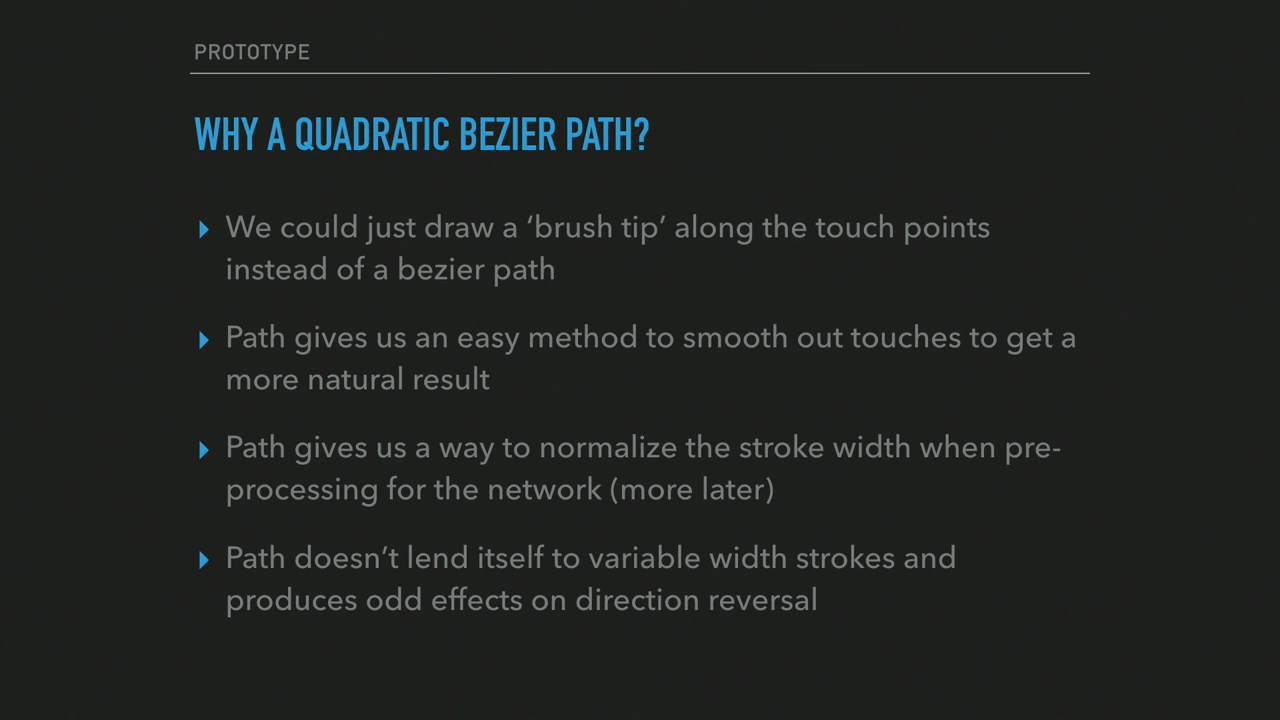 PROTOTYPE
WHY A QUADRATIC BEZIER PATH?
We could just draw a ‘brush tip’ along the touch points
instead of a bezier path
Path gives us an easy method to smooth out touches to get a
more natural result
Path gives us a way to normalize the stroke width when pre-
processing for the network (more later)
Path doesn’t lend itself to variable width strokes and
produces odd effects on direction reversal